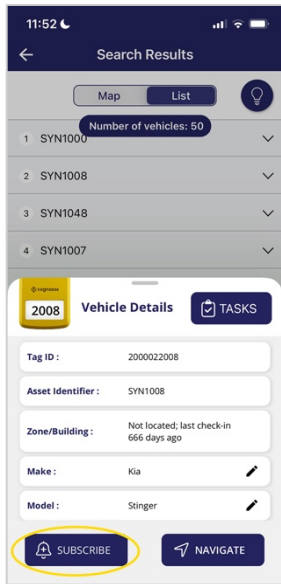 11:52
Search Results
Map List
Number of vehicles: 50
1 SYN1000
2 SYN1008
3 SYN1048
4 SYN1007
cognosos
2008
Vehicle Details
TASKS
Tag ID : 2000022008
Asset Identifier : SYN1008
Zone/Building : Not located; last check-in
666 days ago
Make : Kia
Model : Stinger
SUBSCRIBE
NAVIGATE